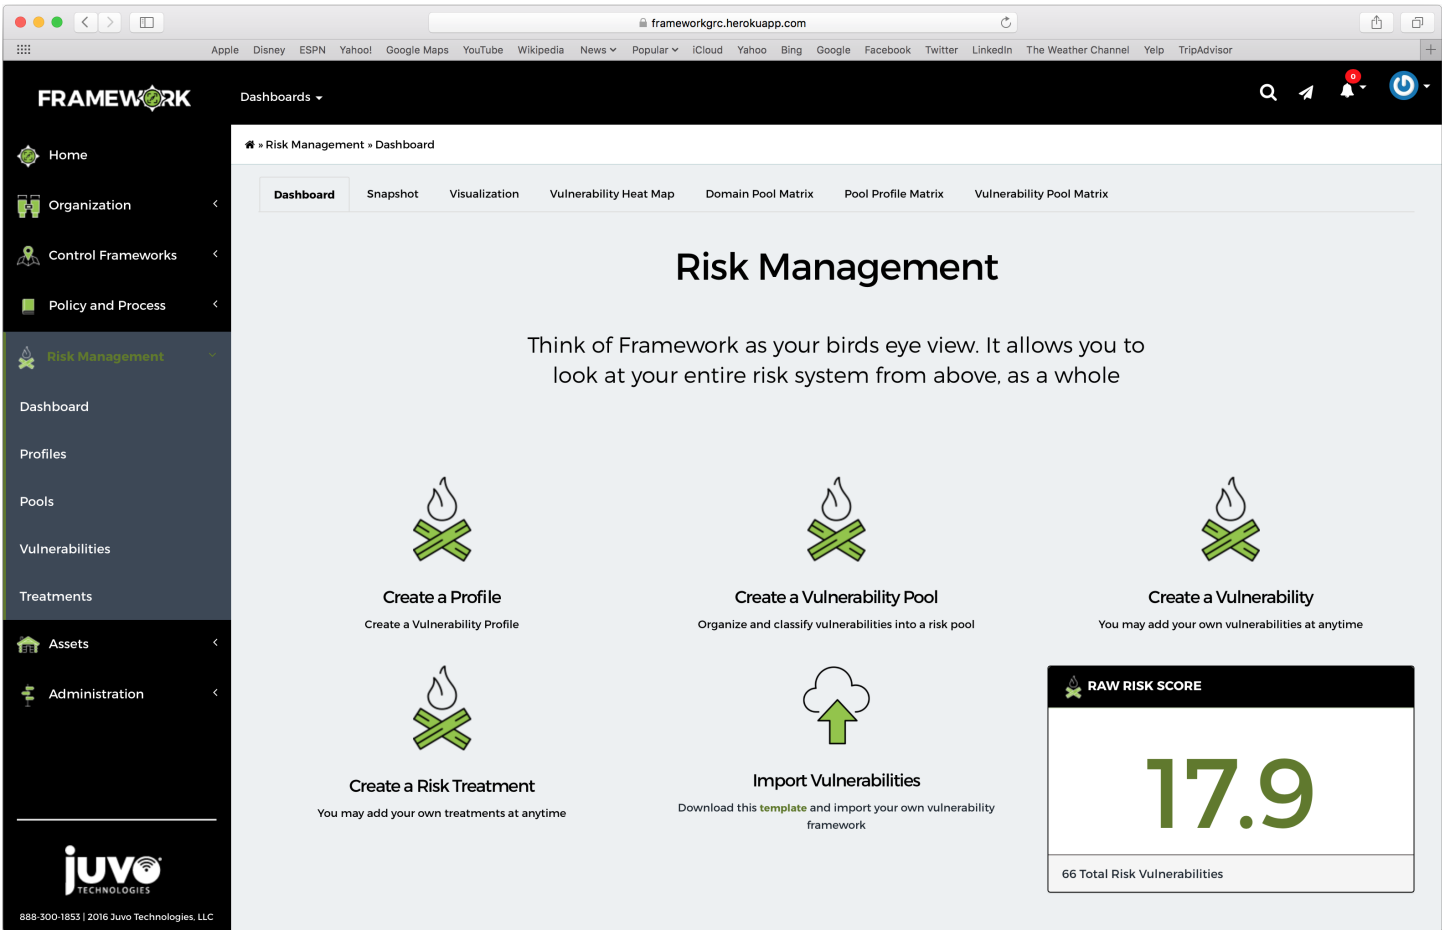 frameworkgrc.herokuapp.com
Apple Disney ESPN Yahoo! Google Maps YouTube Wikipedia News Popular iCloud Yahoo Bing Google Facebook Twitter LinkedIn The Weather Channel Yelp TripAdvisor
FRAMEWORK
Dashboards
0
» Risk Management » Dashboard
Home
Organization
Control Frameworks
Policy and Process
Risk Management
Dashboard
Profiles
Pools
Vulnerabilities
Treatments
Assets
Administration
juvo
TECHNOLOGIES
888-300-1853 | 2016 Juvo Technologies, LLC
Dashboard Snapshot Visualization Vulnerability Heat Map Domain Pool Matrix Pool Profile Matrix Vulnerability Pool Matrix
Risk Management
Think of Framework as your birds eye view. It allows you to
look at your entire risk system from above, as a whole
Create a Profile
Create a Vulnerability Profile
Create a Vulnerability Pool
Organize and classify vulnerabilities into a risk pool
Create a Vulnerability
You may add your own vulnerabilities at anytime
Create a Risk Treatment
You may add your own treatments at anytime
Import Vulnerabilities
Download this template and import your own vulnerability
framework
RAW RISK SCORE
17.9
66 Total Risk Vulnerabilities